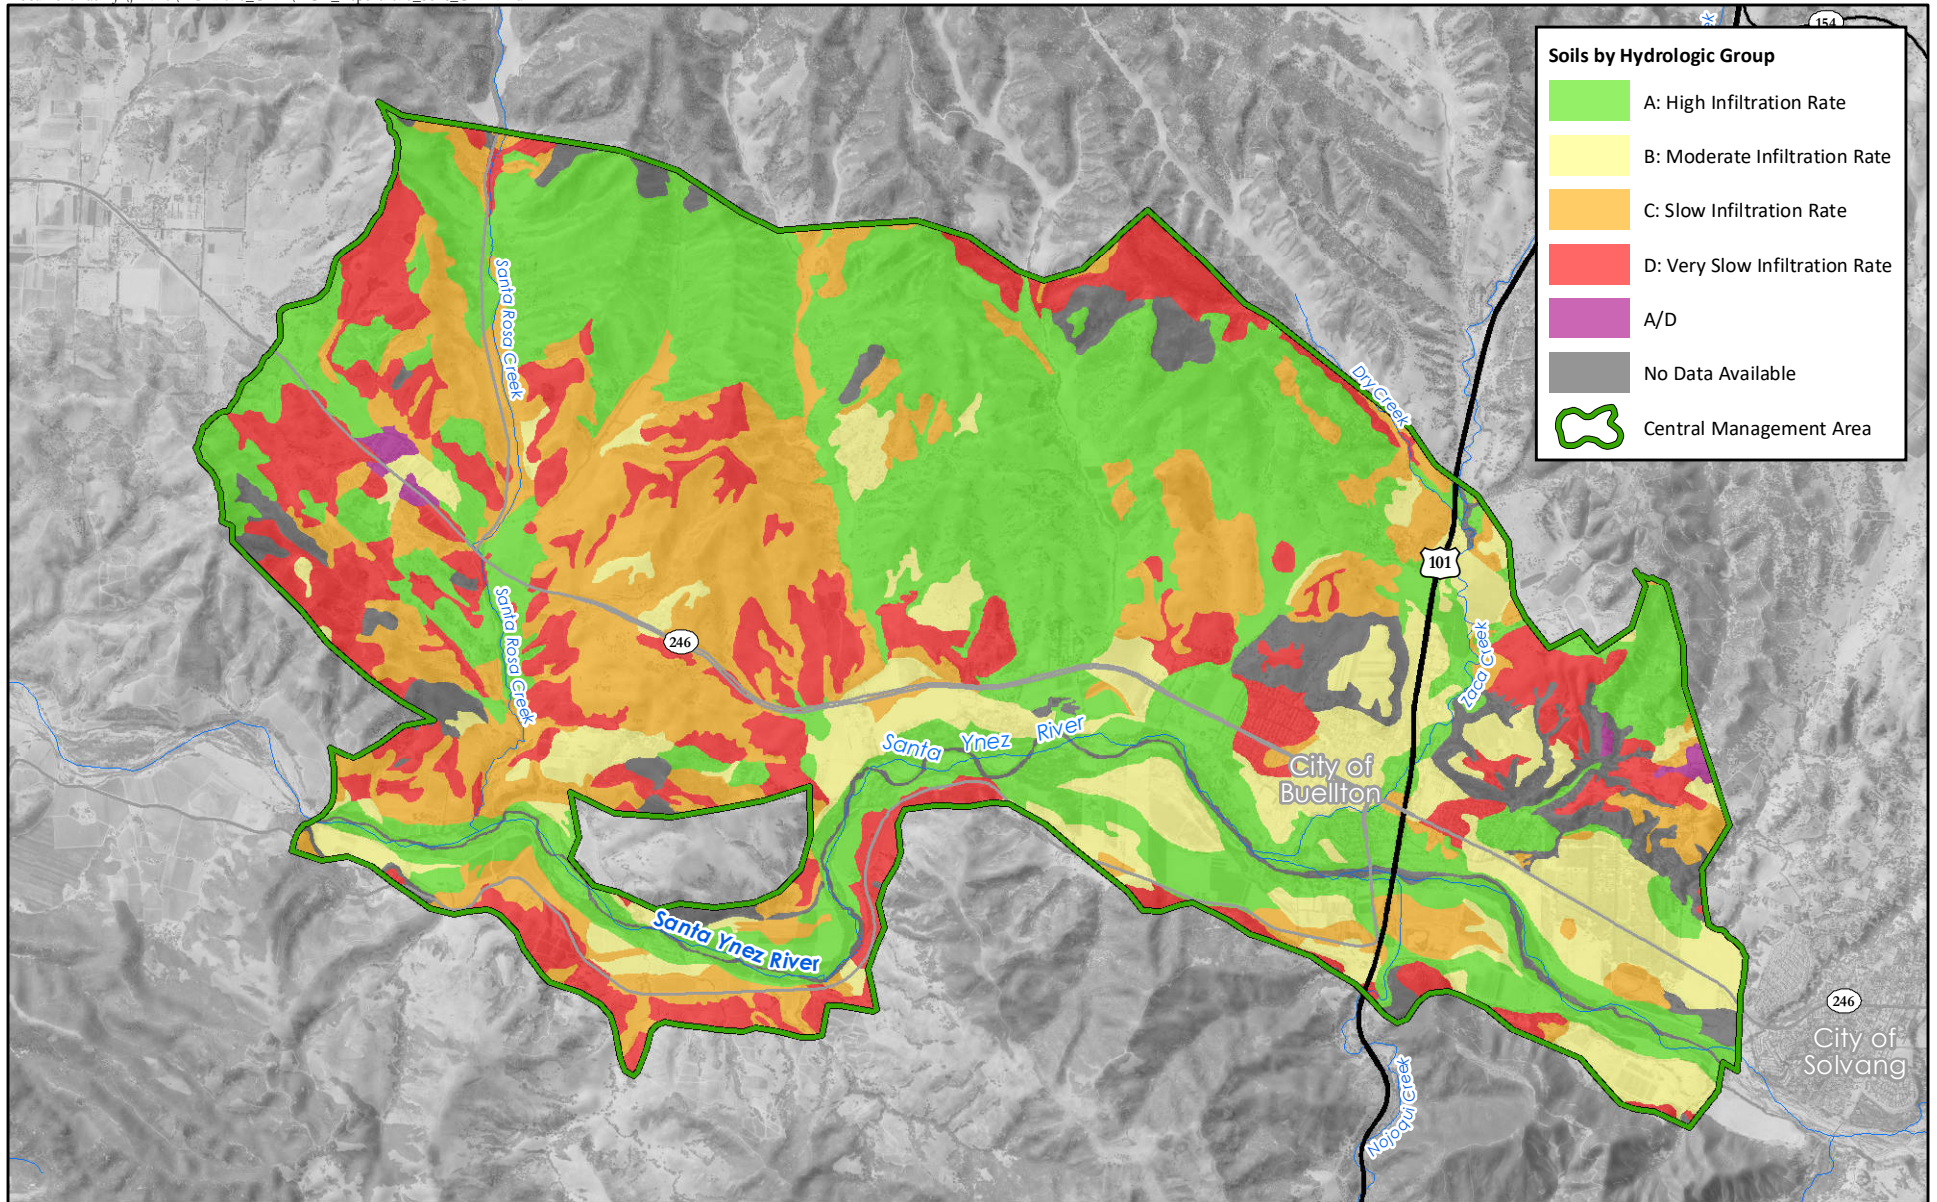 154
Soils by Hydrologic Group
A: High Infiltration Rate
B: Moderate Infiltration Rate
C: Slow Infiltration Rate
D: Very Slow Infiltration Rate
A/D
No Data Available
Central Management Area
Santa Rosa Creek
Dry Creek
101
Santa Rosa Creek
246
Zaca Creek
Santa Ynez River
City of
Buellton
Santa Ynez River
246
City of
Solvang
Nojoqui Creek